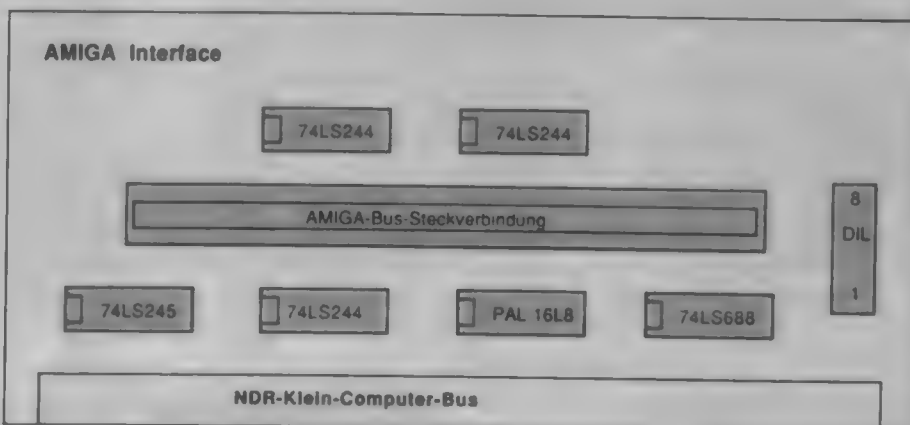 AMIGA Interface
74LS244 74LS244
AMIGA-Bus-Steckverbindung
8
DIL
1
74LS245 74LS244 PAL 16L8 74LS688
NDR-Klein-Computer-Bus